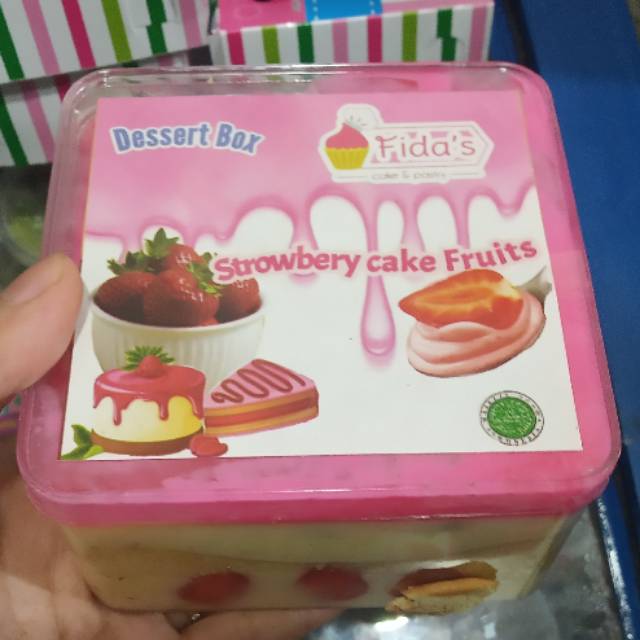 Dessert Box
Fida's
cake & pastry
Strowbery cake Fruits